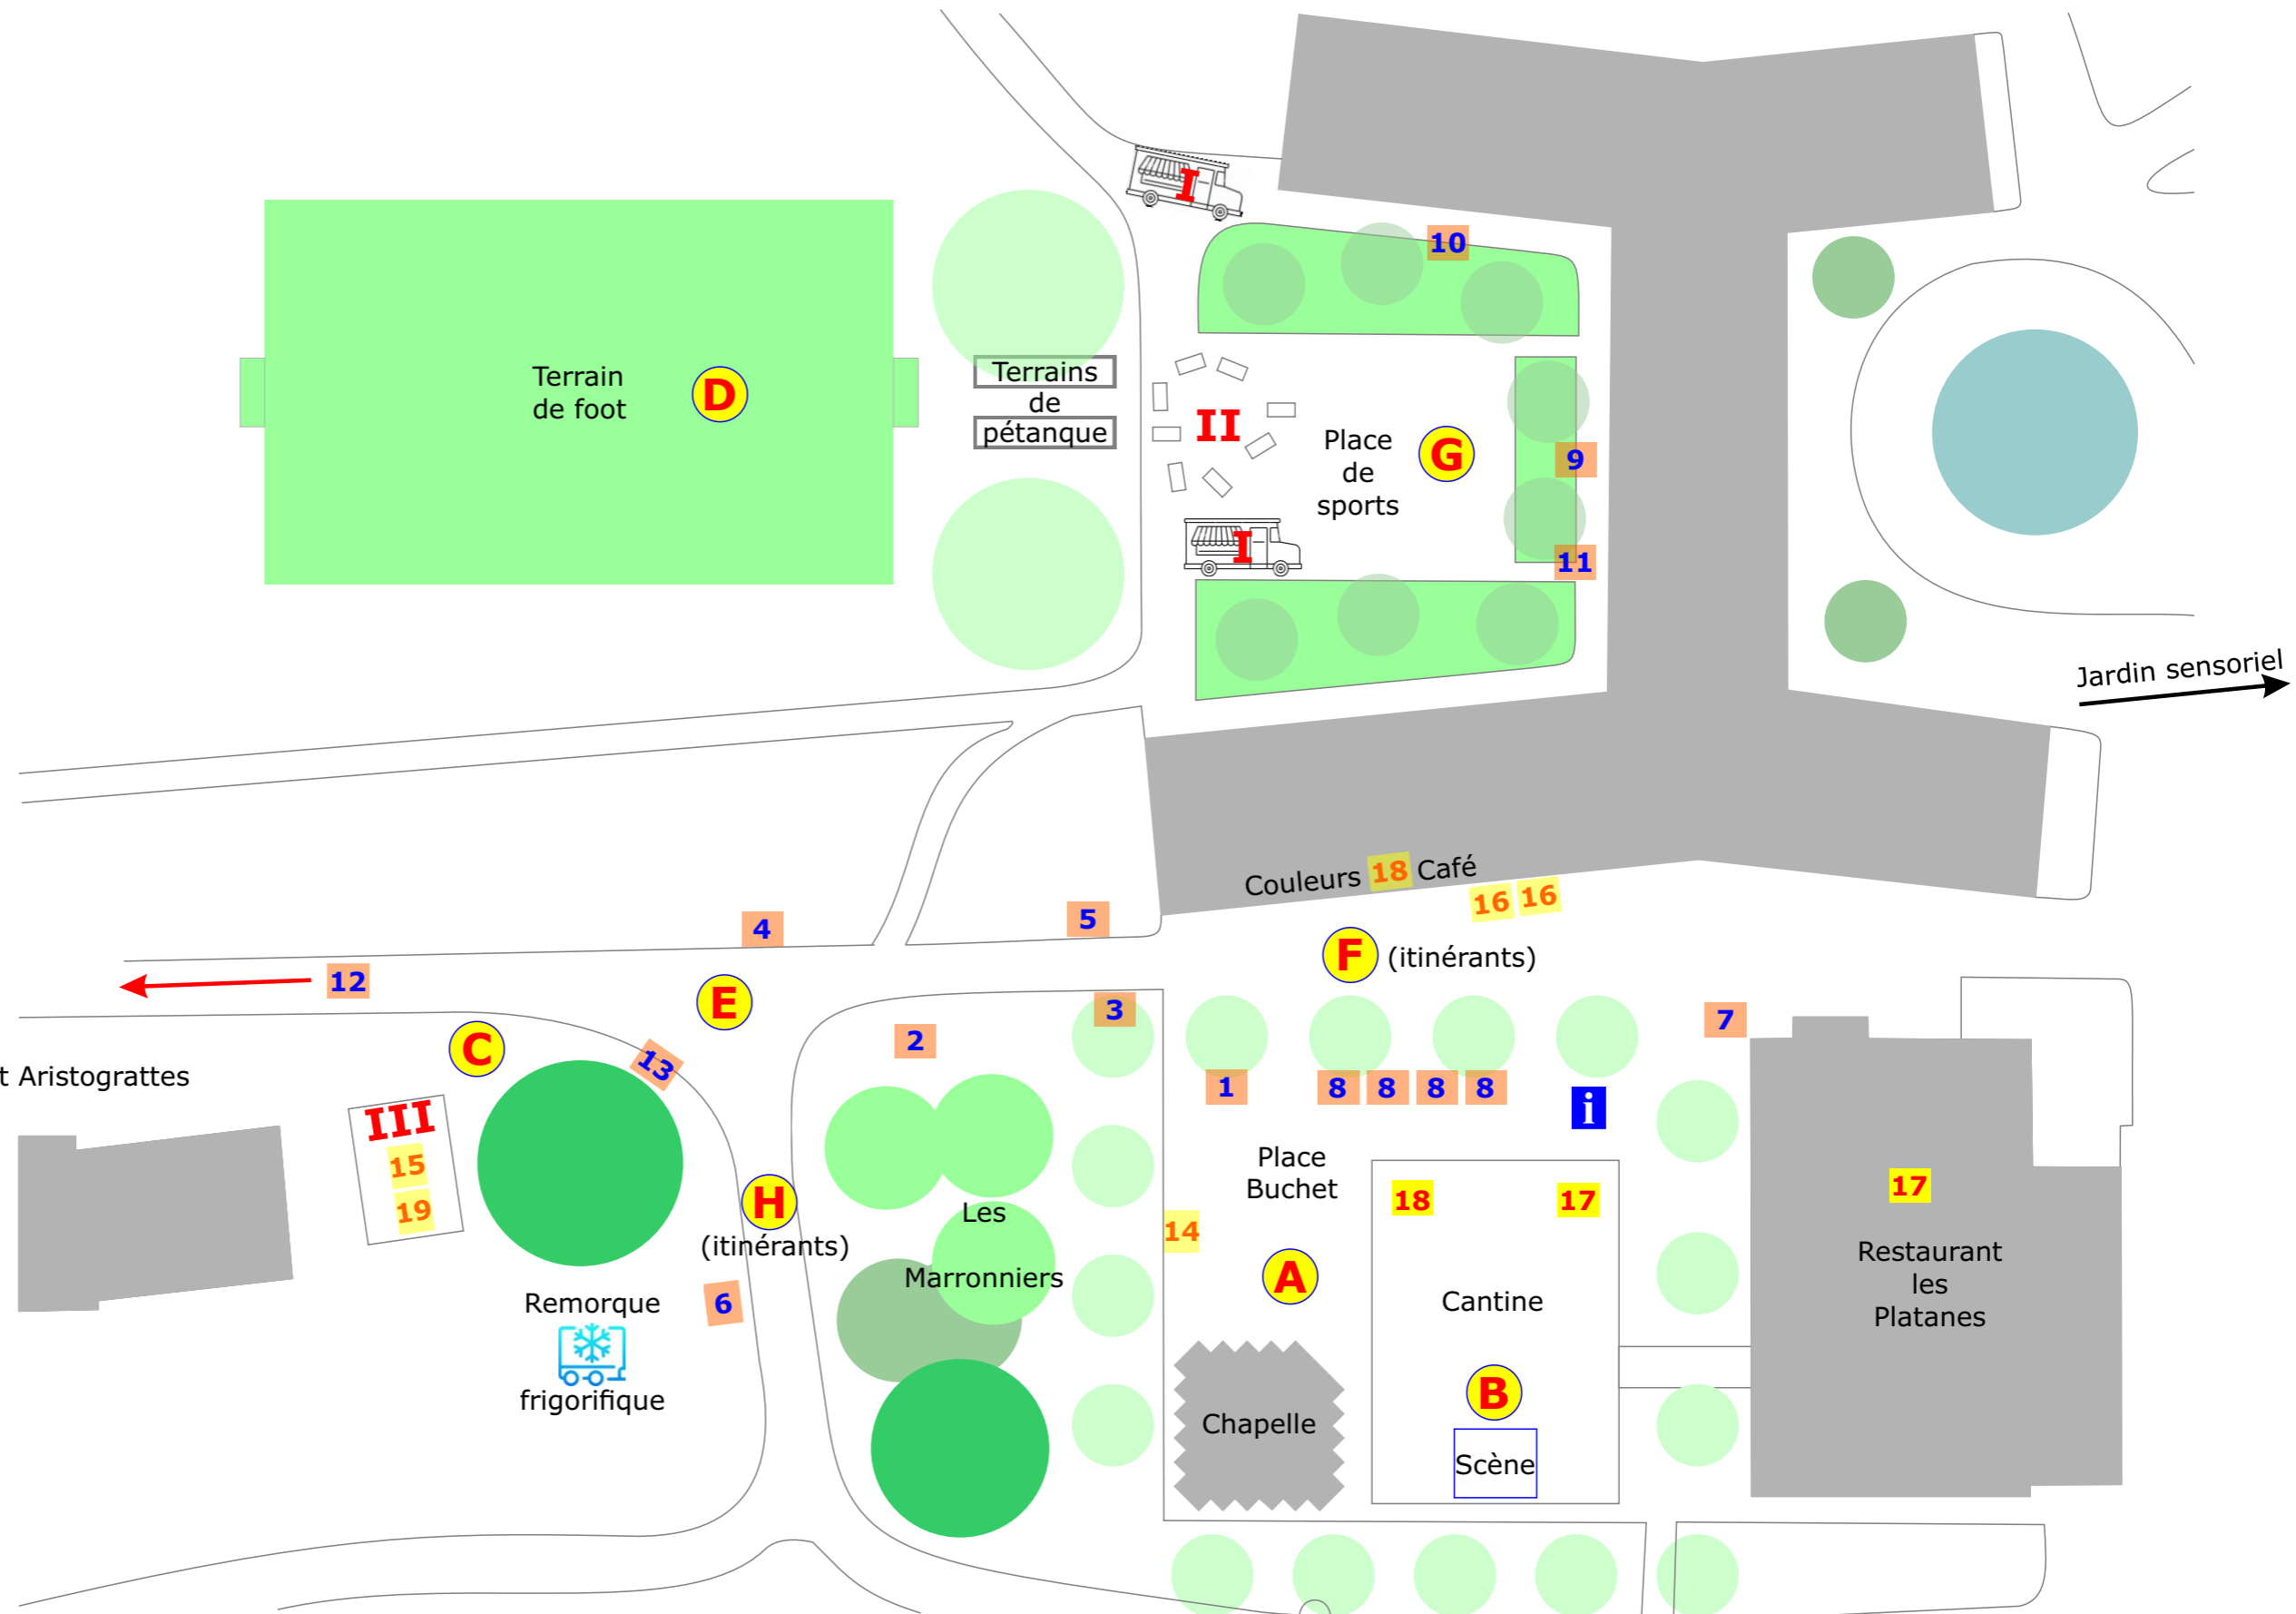 I
10
Terrain
de foot
D
Terrains
de
pétanque
II
Place
de
sports
G
9
I
11
Jardin sensoriel
Couleurs 18 Café
16 16
4
5
F (itinérants)
12
E
3
2
7
C
13
t Aristograttes
1
8 8 8 8
i
III
15
19
H
(itinérants)
6
Les
Marronniers
Place
Buchet
14
A
18
17
17
Cantine
B
Scène
Restaurant
les
Platanes
Remorque
frigorifique
Chapelle